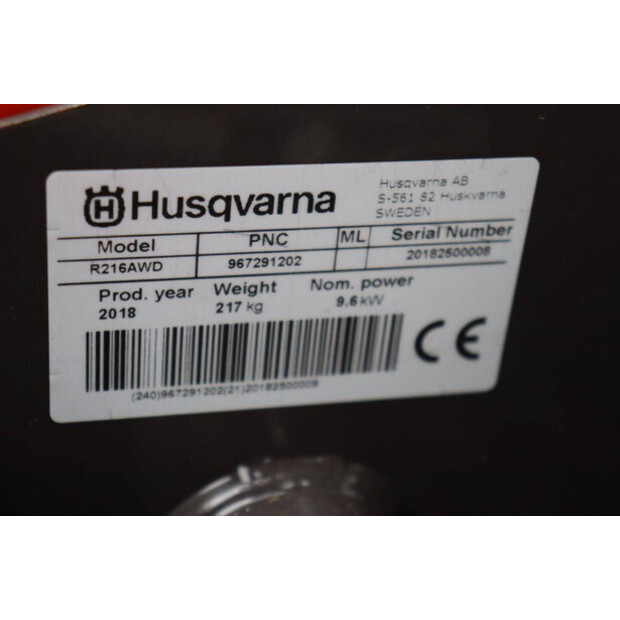 Husqvarna
Husqvarna AB
S-561 82 Huskvarna
SWEDEN
Model PNC ML Serial Number
R216AWD 967291202 20182500008
Prod. year Weight Nom. power
2018 217 kg 9.6 kW
CE
(240)967291202(21)20182500008